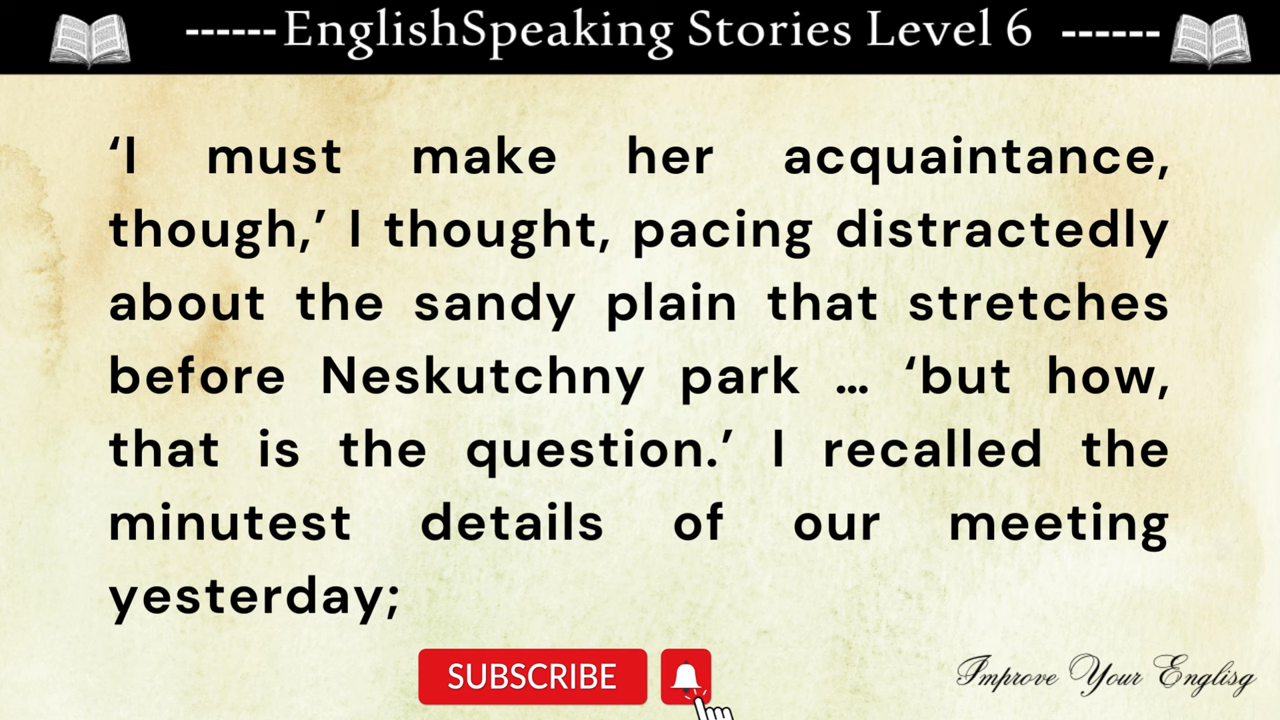 ------EnglishSpeaking Stories Level 6 ------
‘I must make her acquaintance,
though,’ I thought, pacing distractedly
about the sandy plain that stretches
before Neskutchny park … ‘but how,
that is the question.’ I recalled the
minutest details of our meeting
yesterday;
SUBSCRIBE
Improve Your Englisg